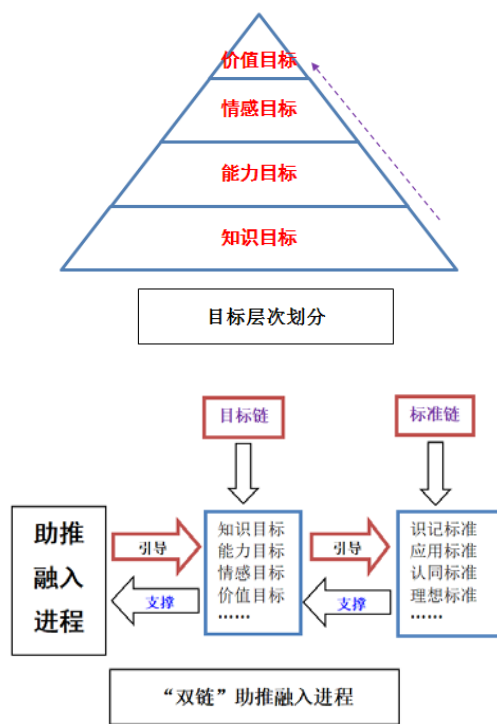 价值目标
情感目标
能力目标
知识目标
目标层次划分
目标链
标准链
助推
融入
进程
引导
支撑
知识目标
能力目标
情感目标
价值目标
……
引导
支撑
识记标准
应用标准
认同标准
理想标准
……
“双链”助推融入进程